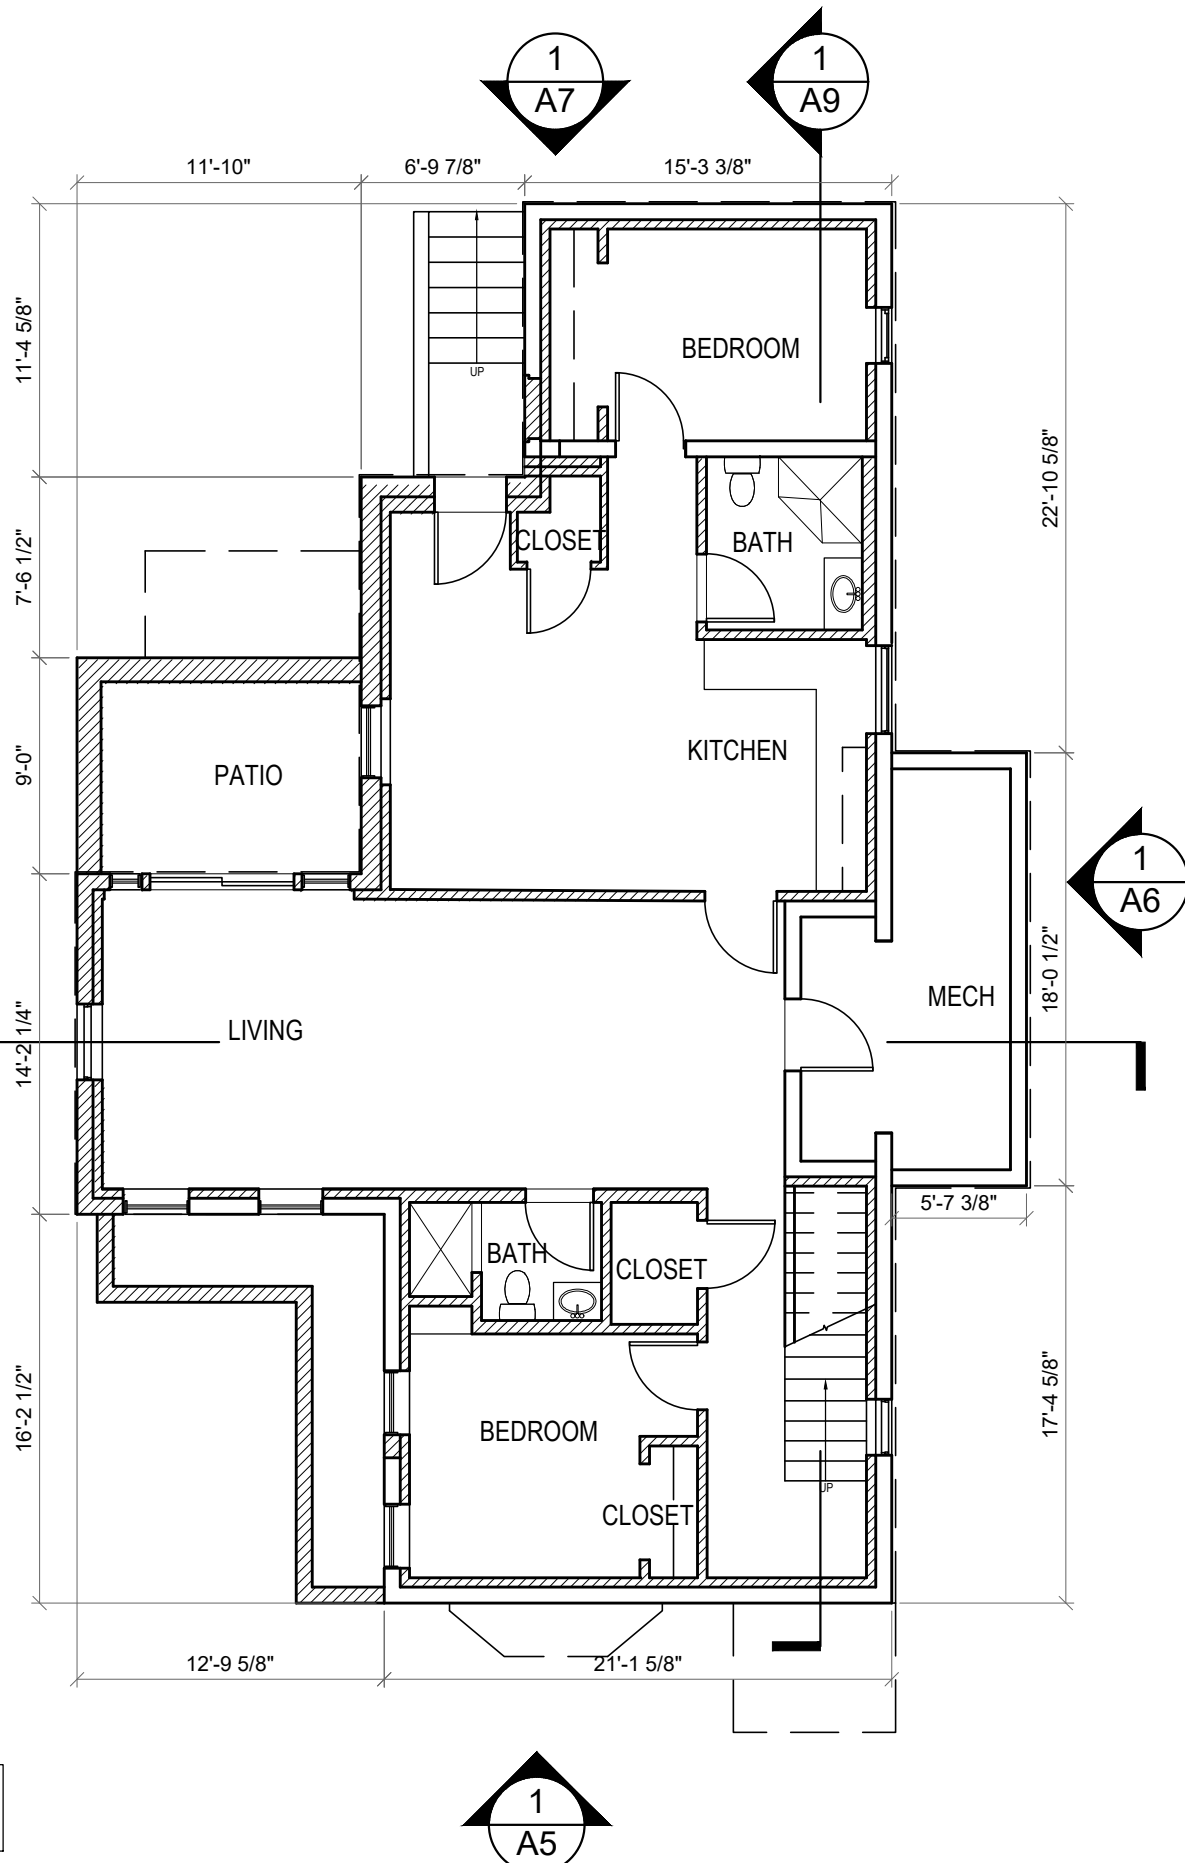 1
A7
1
A9
11'-10"
6'-9 7/8"
15'-3 3/8"
11'-4 5/8"
UP
BEDROOM
22'-10 5/8"
CLOSET
BATH
7'-6 1/2"
KITCHEN
PATIO
9'-0"
1
A6
MECH
18'-0 1/2"
LIVING
14'-2 1/4"
5'-7 3/8"
BATH
CLOSET
16'-2 1/2"
17'-4 5/8"
BEDROOM
UP
CLOSET
12'-9 5/8"
21'-1 5/8"
1
A5